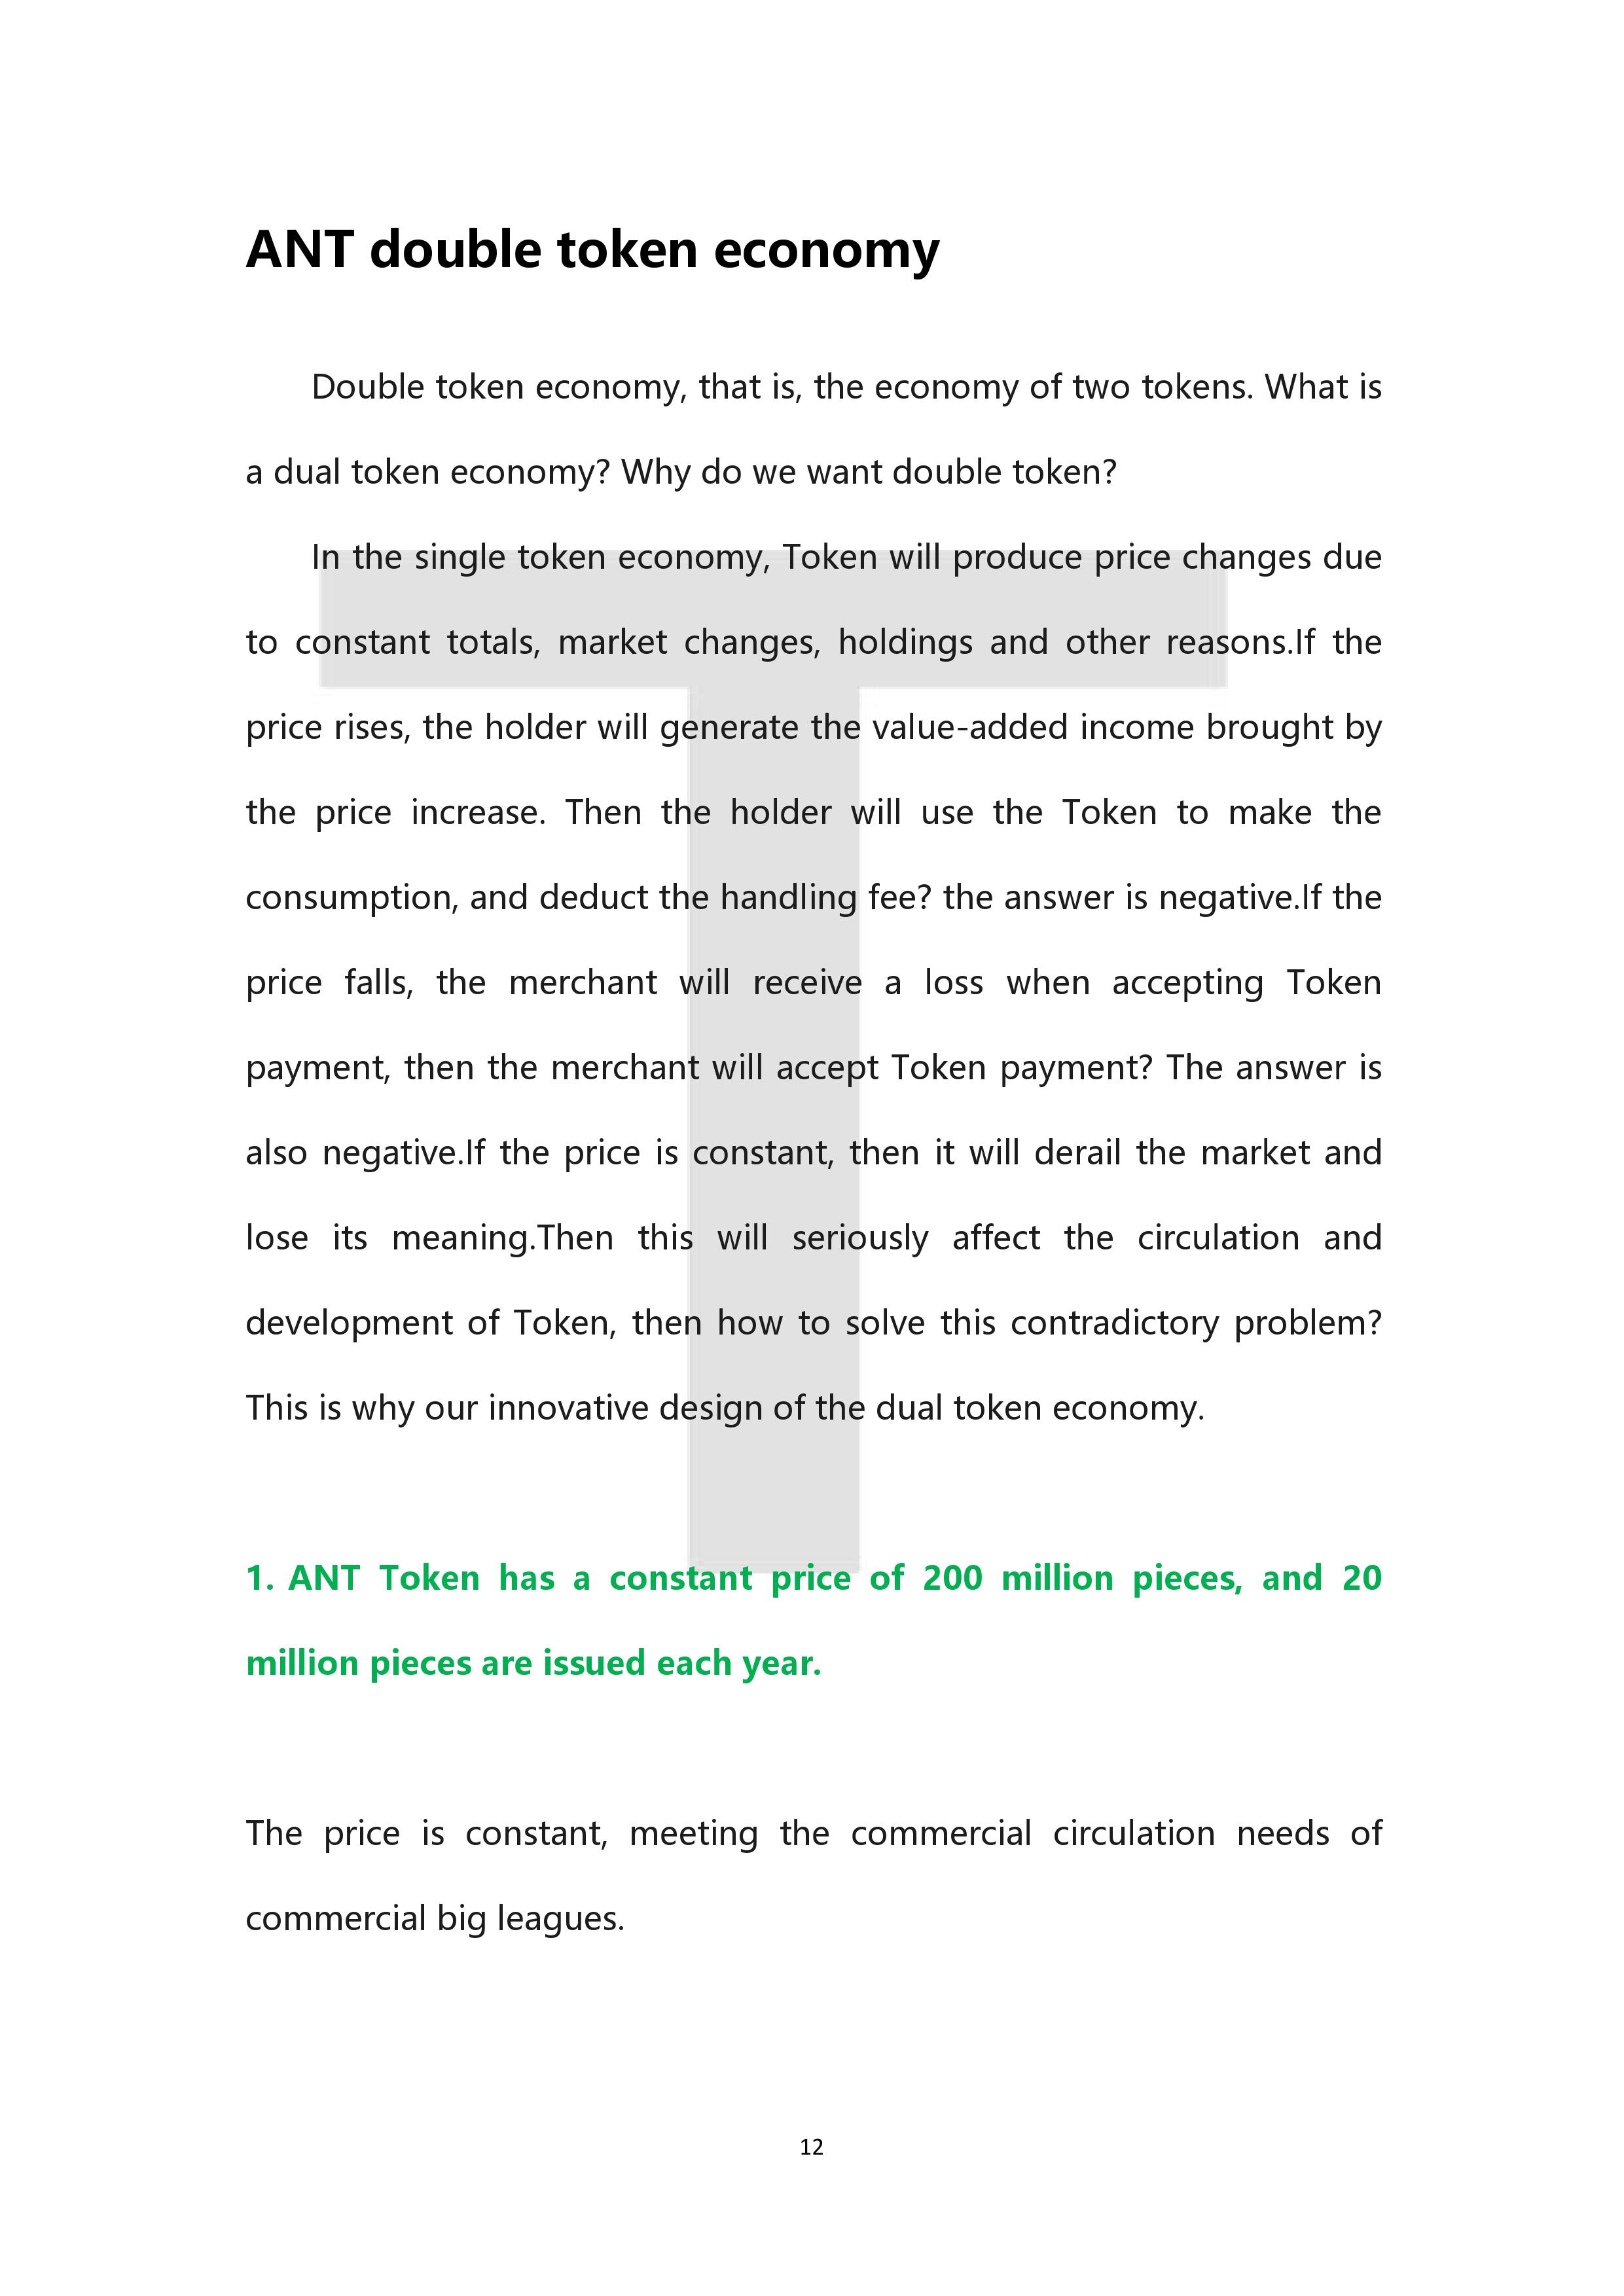 ANT double token economy
Double token economy, that is, the economy of two tokens. What is
a dual token economy? Why do we want double token?
In the single token economy, Token will produce price changes due
to constant totals, market changes, holdings and other reasons.If the
price rises, the holder will generate the value-added income brought by
the price increase. Then the holder will use the Token to make the
consumption, and deduct the handling fee? the answer is negative.If the
price falls, the merchant will receive a loss when accepting Token
payment, then the merchant will accept Token payment? The answer is
also negative.If the price is constant, then it will derail the market and
lose its meaning.Then this will seriously affect the circulation and
development of Token, then how to solve this contradictory problem?
This is why our innovative design of the dual token economy.
1. ANT Token has a constant price of 200 million pieces, and 20
million pieces are issued each year.
The price is constant, meeting the commercial circulation needs of
commercial big leagues.
12